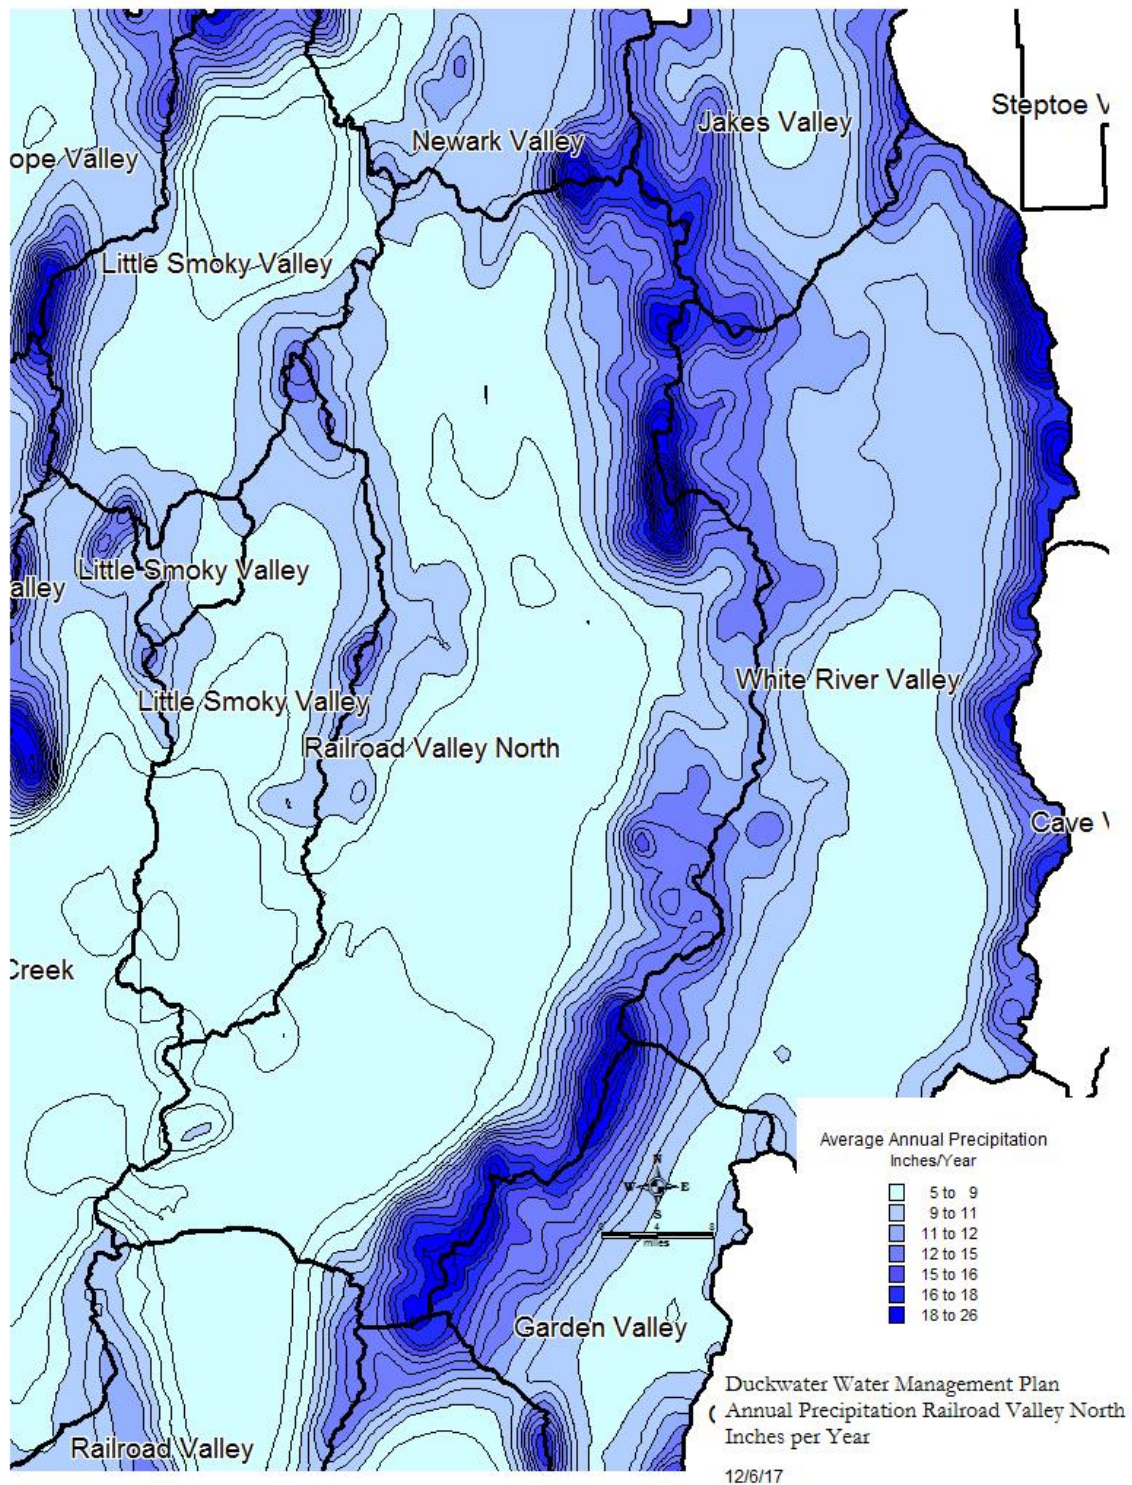 Steptoe V
Jakes Valley
Newark Valley
ope Valley
Little Smoky Valley
Little Smoky Valley
alley
White River Valley
Little Smoky Valley
Railroad Valley North
Cave V
Creek
Average Annual Precipitation
Inches/Year
5 to 9
9 to 11
11 to 12
12 to 15
15 to 16
16 to 18
18 to 26
N
W E
S
0 4 8
miles
Garden Valley
Duckwater Water Management Plan
Annual Precipitation Railroad Valley North
Inches per Year
Railroad Valley
12/6/17